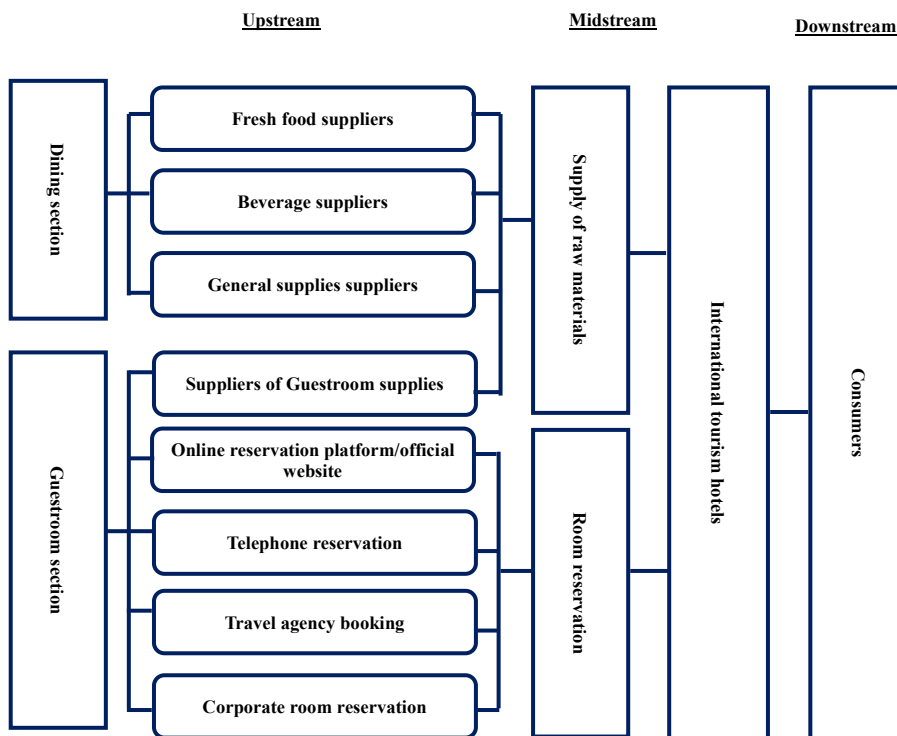 Upstream
Midstream
Downstream
Dining section
Fresh food suppliers
Beverage suppliers
General supplies suppliers
Guestroom section
Suppliers of Guestroom supplies
Online reservation platform/official
website
Telephone reservation
Travel agency booking
Corporate room reservation
Supply of raw materials
Room reservation
International tourism hotels
Consumers